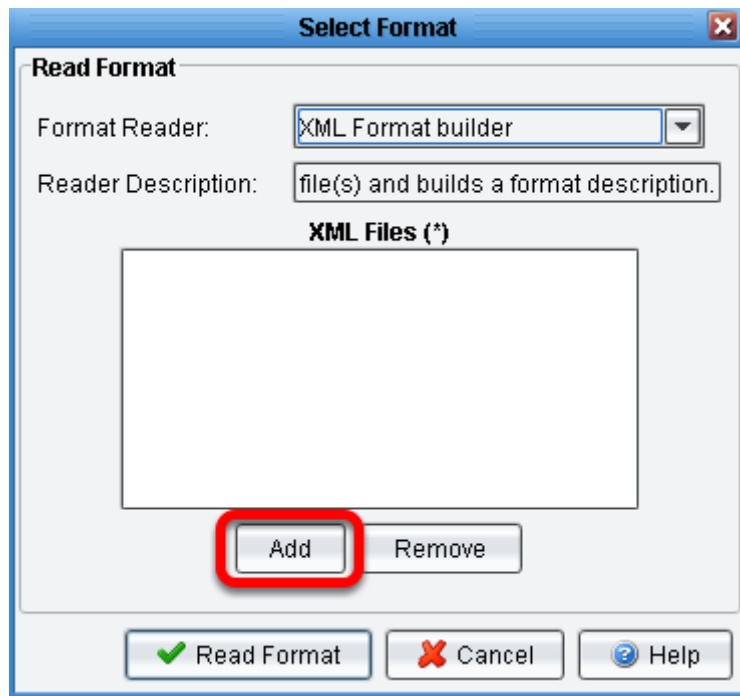 Select Format
Read Format
Format Reader: XML Format builder
Reader Description: file(s) and builds a format description.
XML Files (*)
Add Remove
Read Format Cancel Help